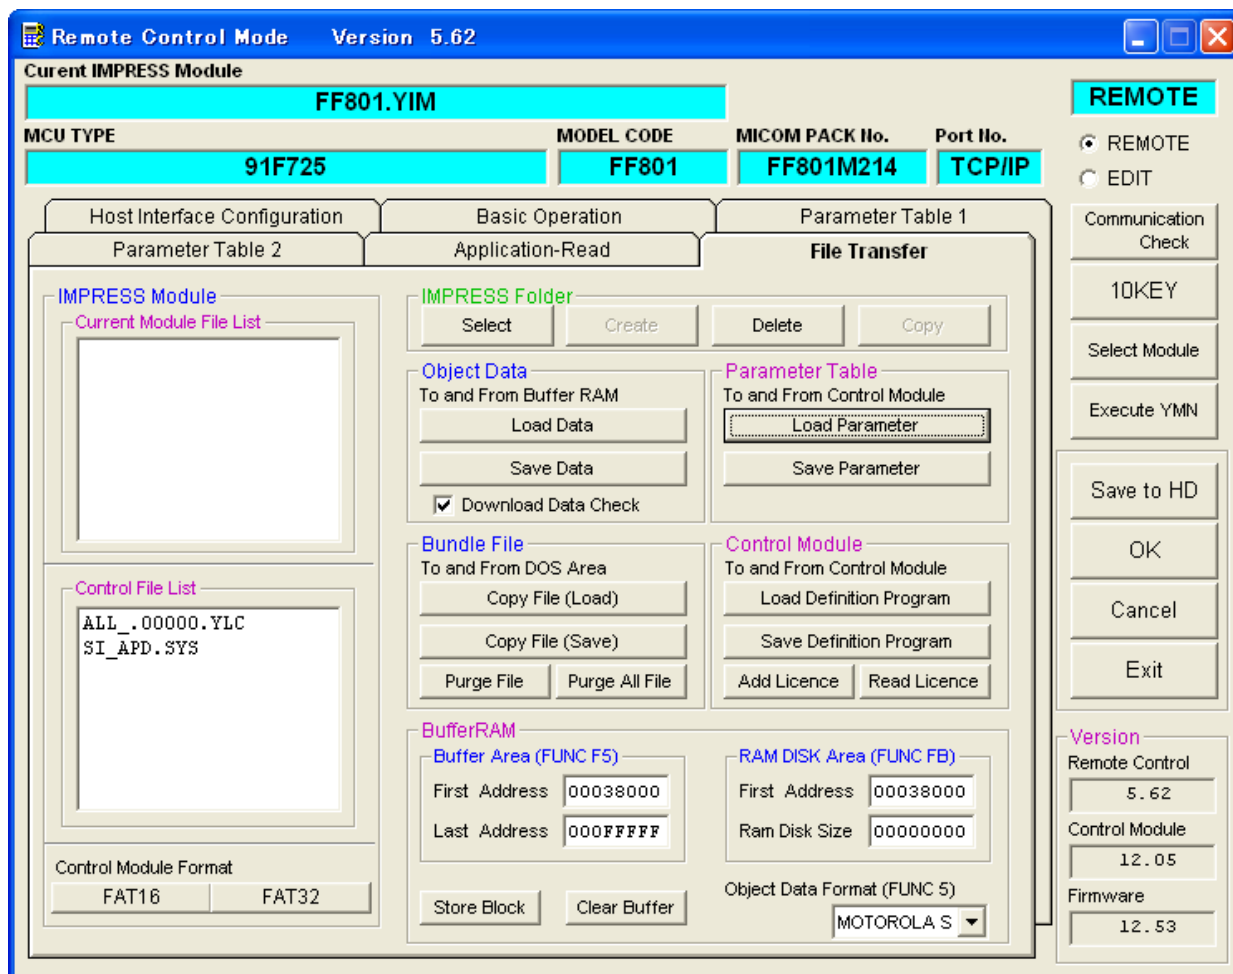 Remote Control Mode Version 5.62
Curent IMPRESS Module
FF801.YIM
REMOTE
MCU TYPE
MODEL CODE
MICOM PACK No.
Port No.
91F725
FF801
FF801M214
TCP/IP
REMOTE
EDIT
Host Interface Configuration
Basic Operation
Parameter Table 1
Parameter Table 2
Application-Read
File Transfer
IMPRESS Module
Current Module File List
Control File List
ALL_.00000.YLC
SI_APD.SYS
Control Module Format
FAT16
FAT32
IMPRESS Folder
Select
Create
Delete
Copy
Object Data
To and From Buffer RAM
Load Data
Save Data
Download Data Check
Parameter Table
To and From Control Module
Load Parameter
Save Parameter
Bundle File
To and From DOS Area
Copy File (Load)
Copy File (Save)
Purge File
Purge All File
Control Module
To and From Control Module
Load Definition Program
Save Definition Program
Add Licence
Read Licence
BufferRAM
Buffer Area (FUNC F5)
First Address
00038000
Last Address
000FFFFF
RAM DISK Area (FUNC FB)
First Address
00038000
Ram Disk Size
00000000
Store Block
Clear Buffer
Object Data Format (FUNC 5)
MOTOROLA S
Communication
Check
10KEY
Select Module
Execute YMN
Save to HD
OK
Cancel
Exit
Version
Remote Control
5.62
Control Module
12.05
Firmware
12.53